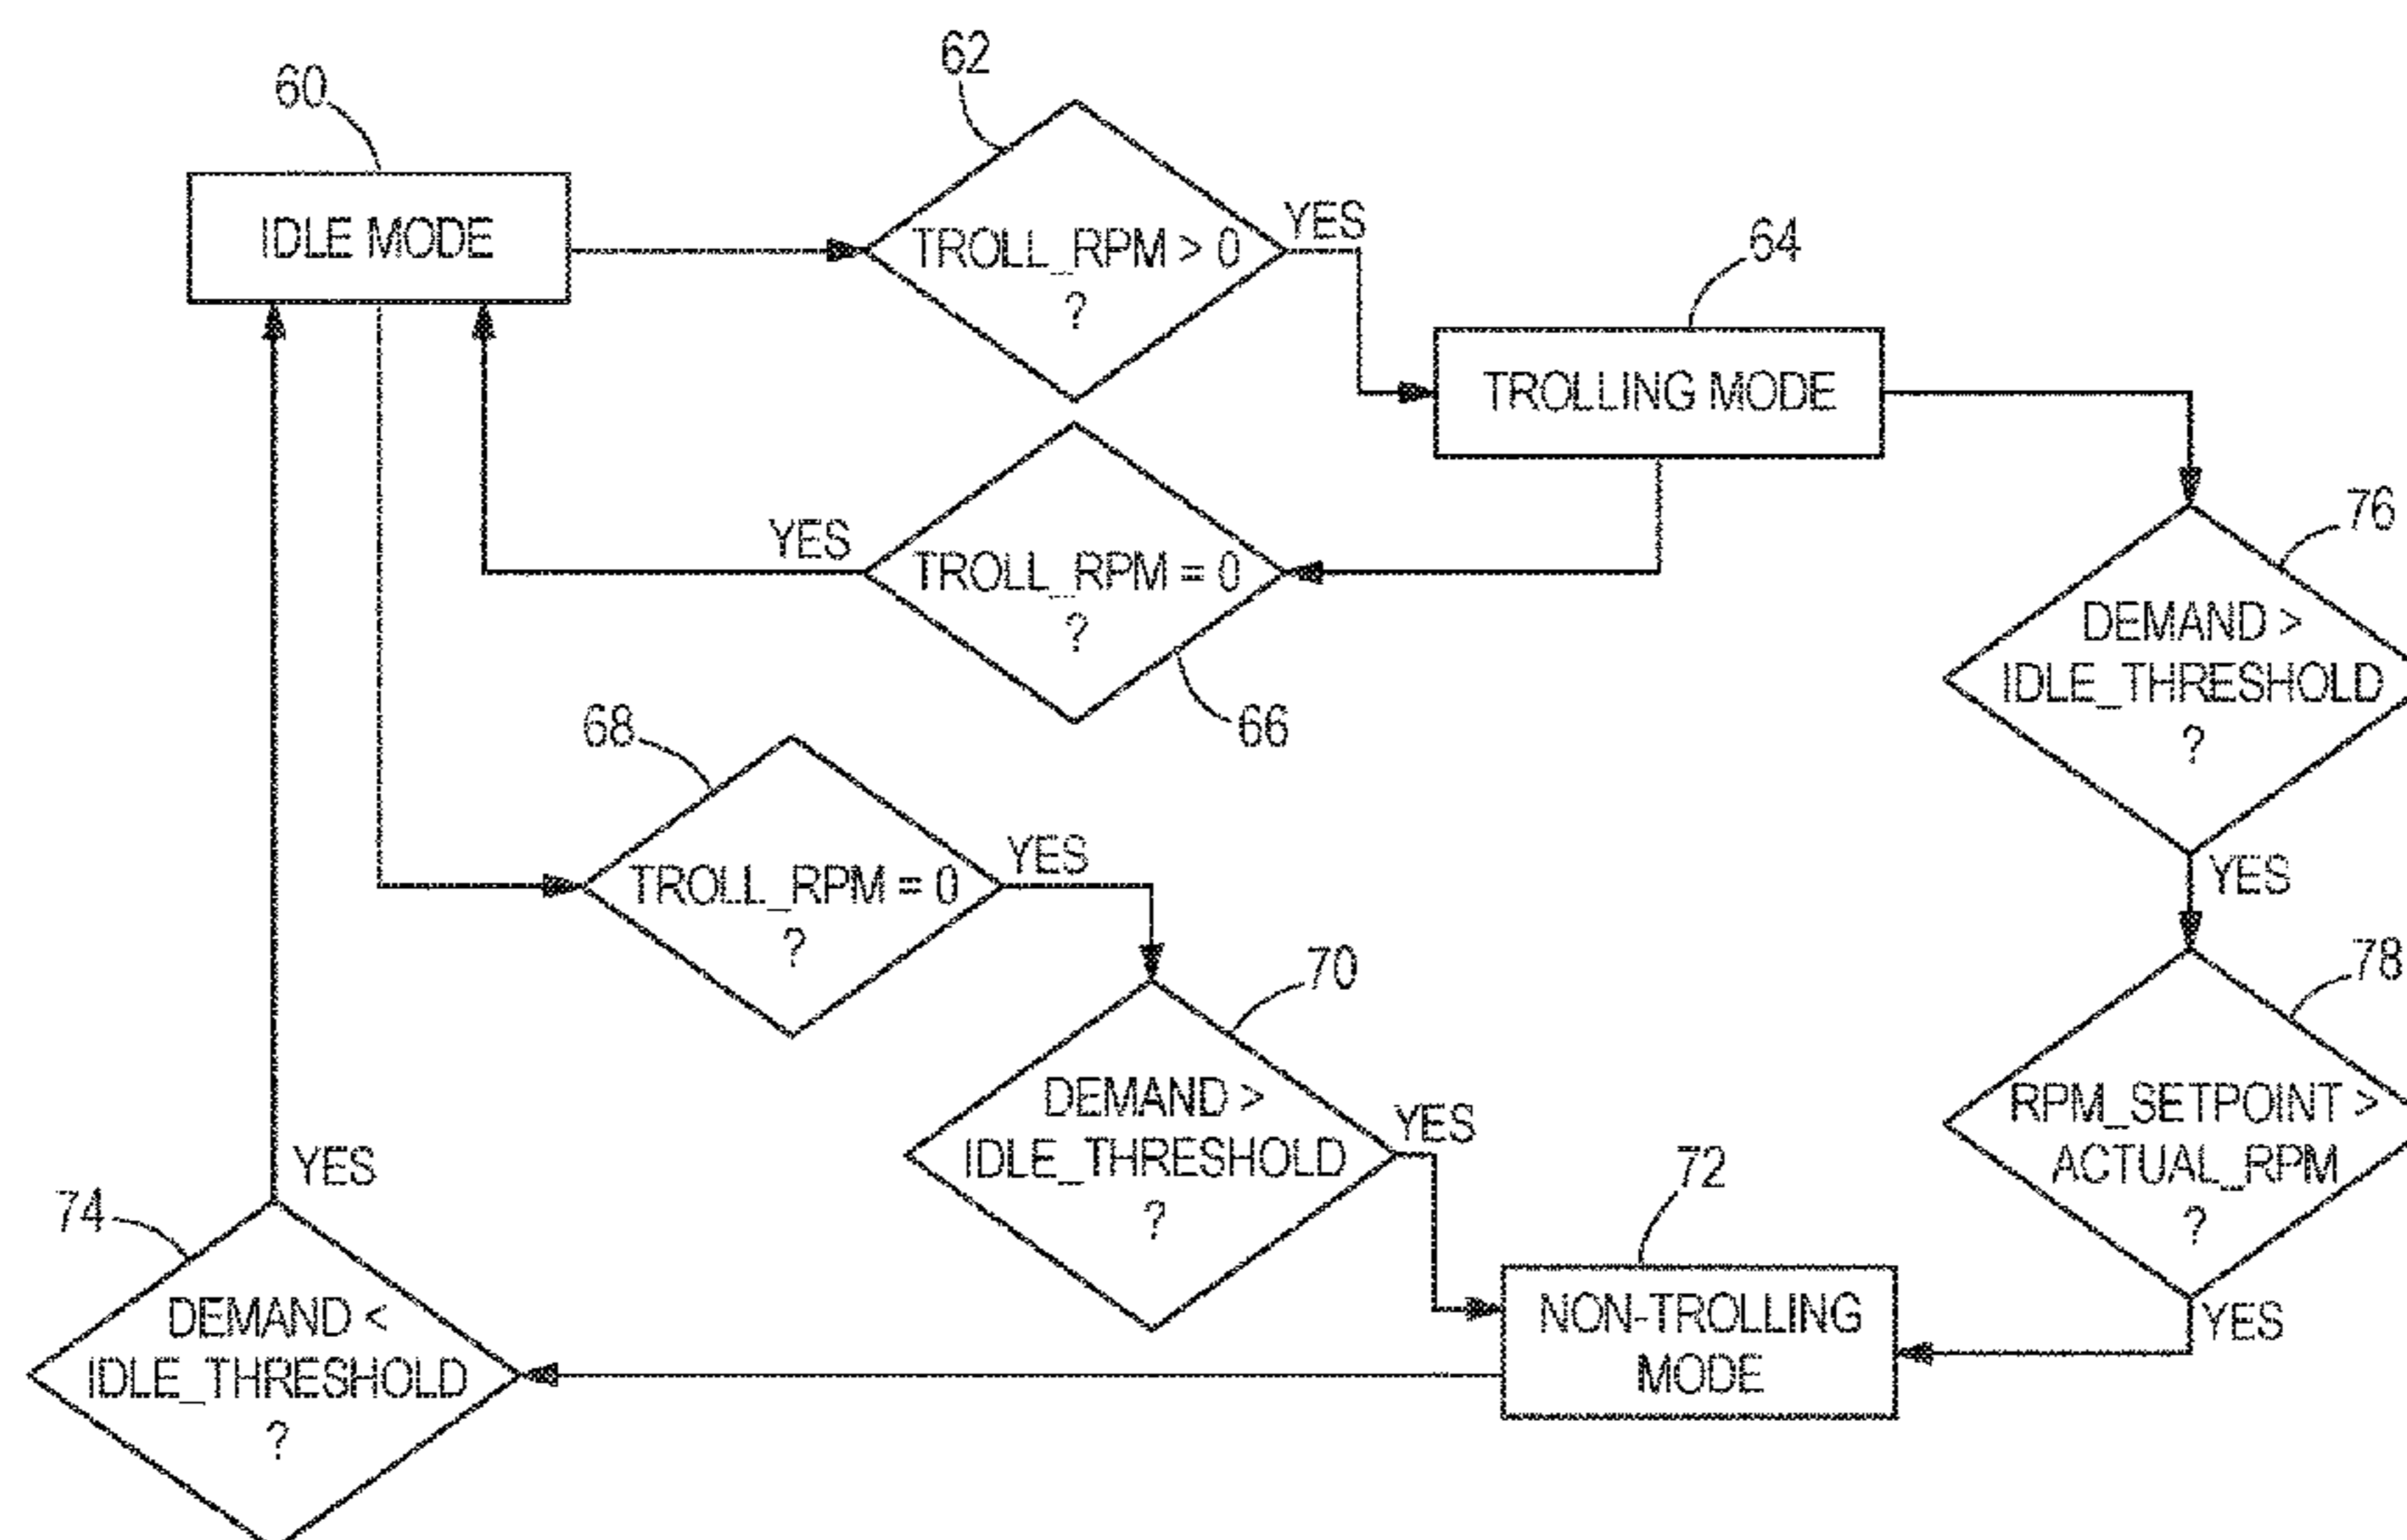 60
IDLE MODE
62
TROLL_RPM > 0
?
YES
64
TROLLING MODE
YES
TROLL_RPM = 0
?
66
76
DEMAND >
IDLE_THRESHOLD
?
YES
68
TROLL_RPM = 0
?
YES
70
DEMAND >
IDLE_THRESHOLD
?
YES
78
RPM_SETPOINT >
ACTUAL_RPM
?
YES
72
NON-TROLLING
MODE
YES
74
DEMAND <
IDLE_THRESHOLD
?